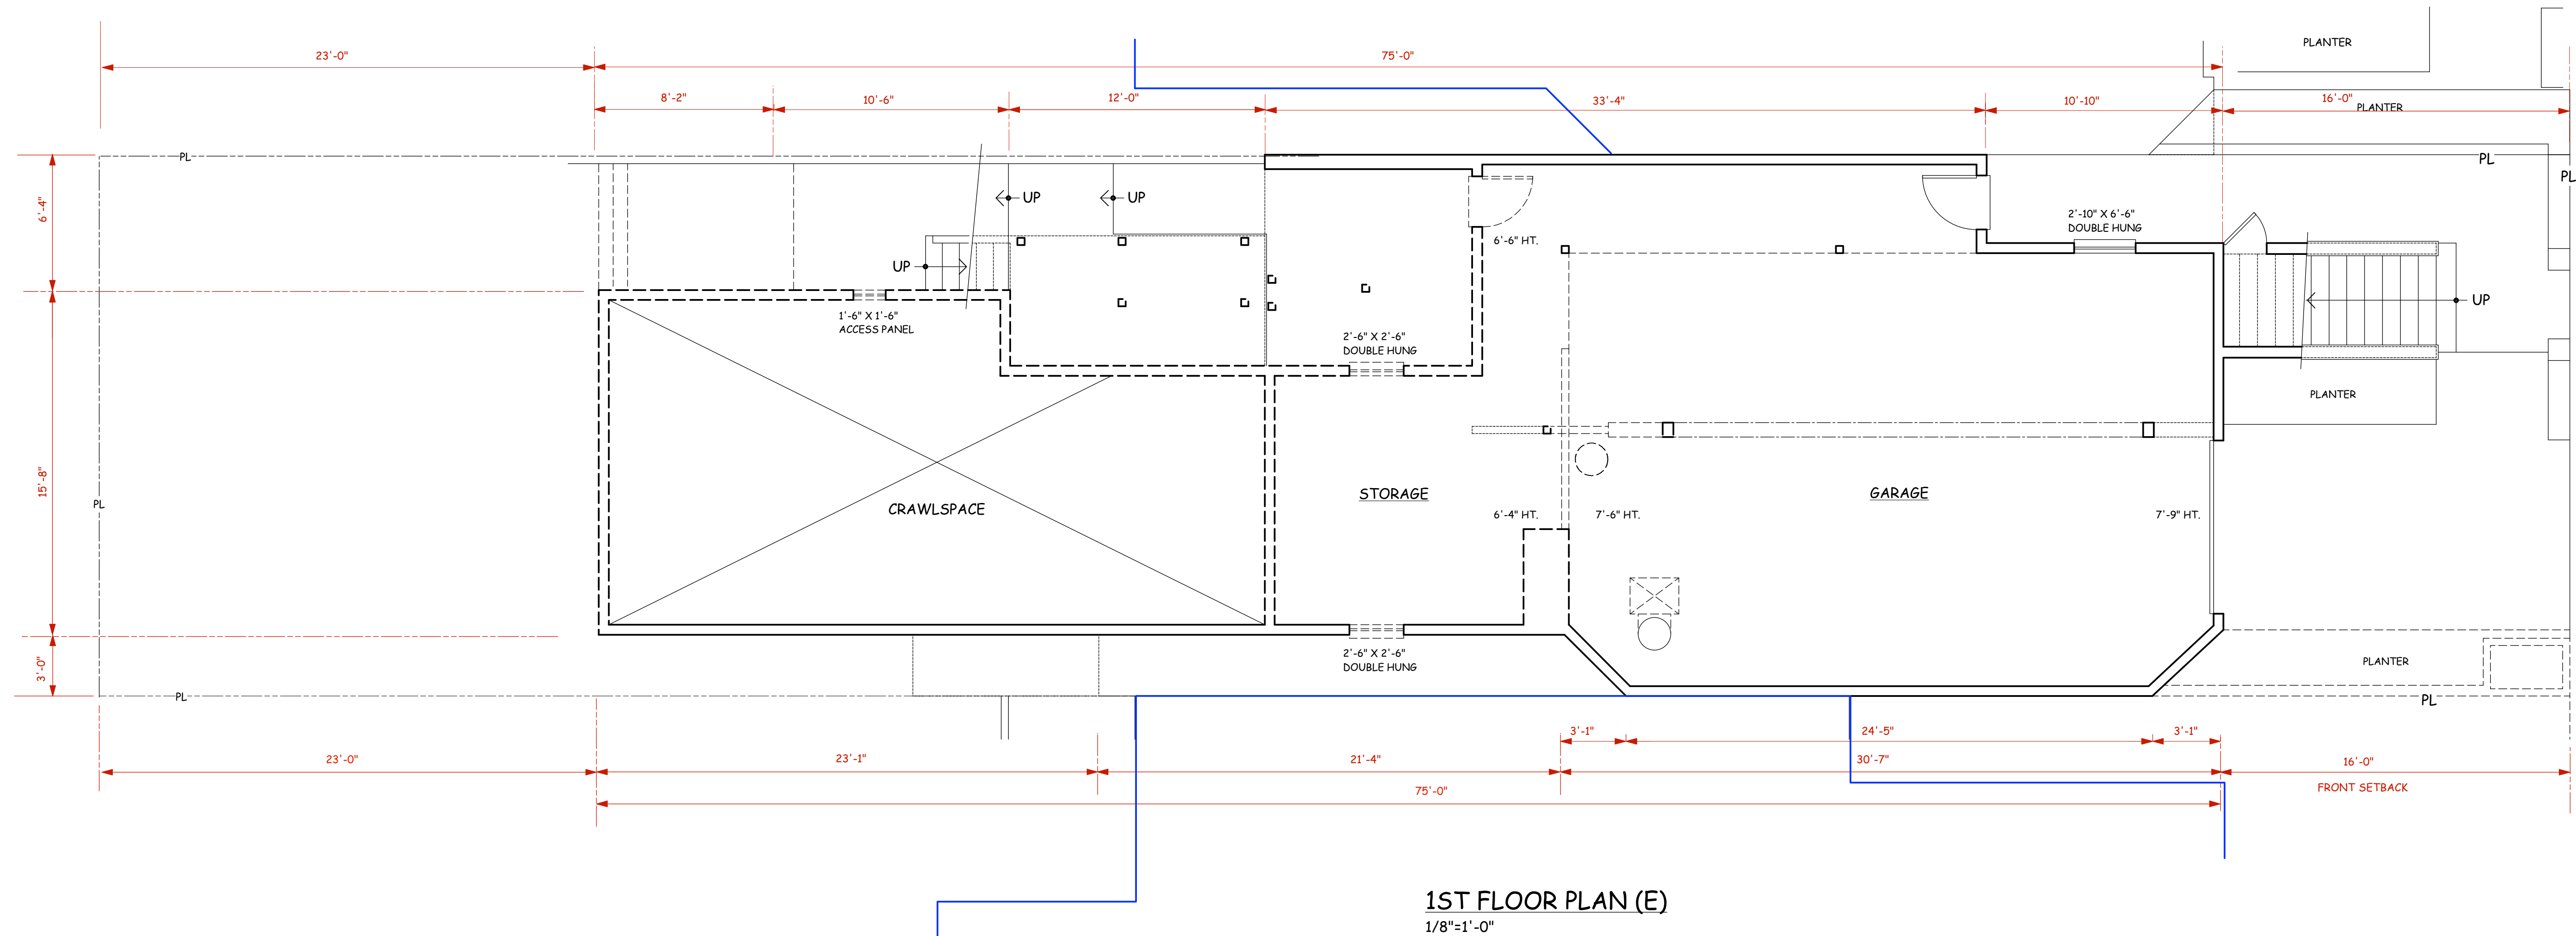 PLANTER
23'-0"
75'-0"
8'-2"
10'-6"
12'-0"
33'-4"
10'-10"
16'-0"
PLANTER
PL
PL
PL
6'-4"
UP
UP
2'-10" X 6'-6"
DOUBLE HUNG
6'-6" HT.
UP
UP
1'-6" X 1'-6"
ACCESS PANEL
2'-6" X 2'-6"
DOUBLE HUNG
PLANTER
15'-8"
PL
CRAWLSPACE
STORAGE
GARAGE
6'-4" HT.
7'-6" HT.
7'-9" HT.
3'-0"
2'-6" X 2'-6"
DOUBLE HUNG
PLANTER
PL
PL
3'-1"
24'-5"
3'-1"
23'-0"
23'-1"
21'-4"
30'-7"
16'-0"
FRONT SETBACK
75'-0"
1ST FLOOR PLAN (E)
1/8"=1'-0"